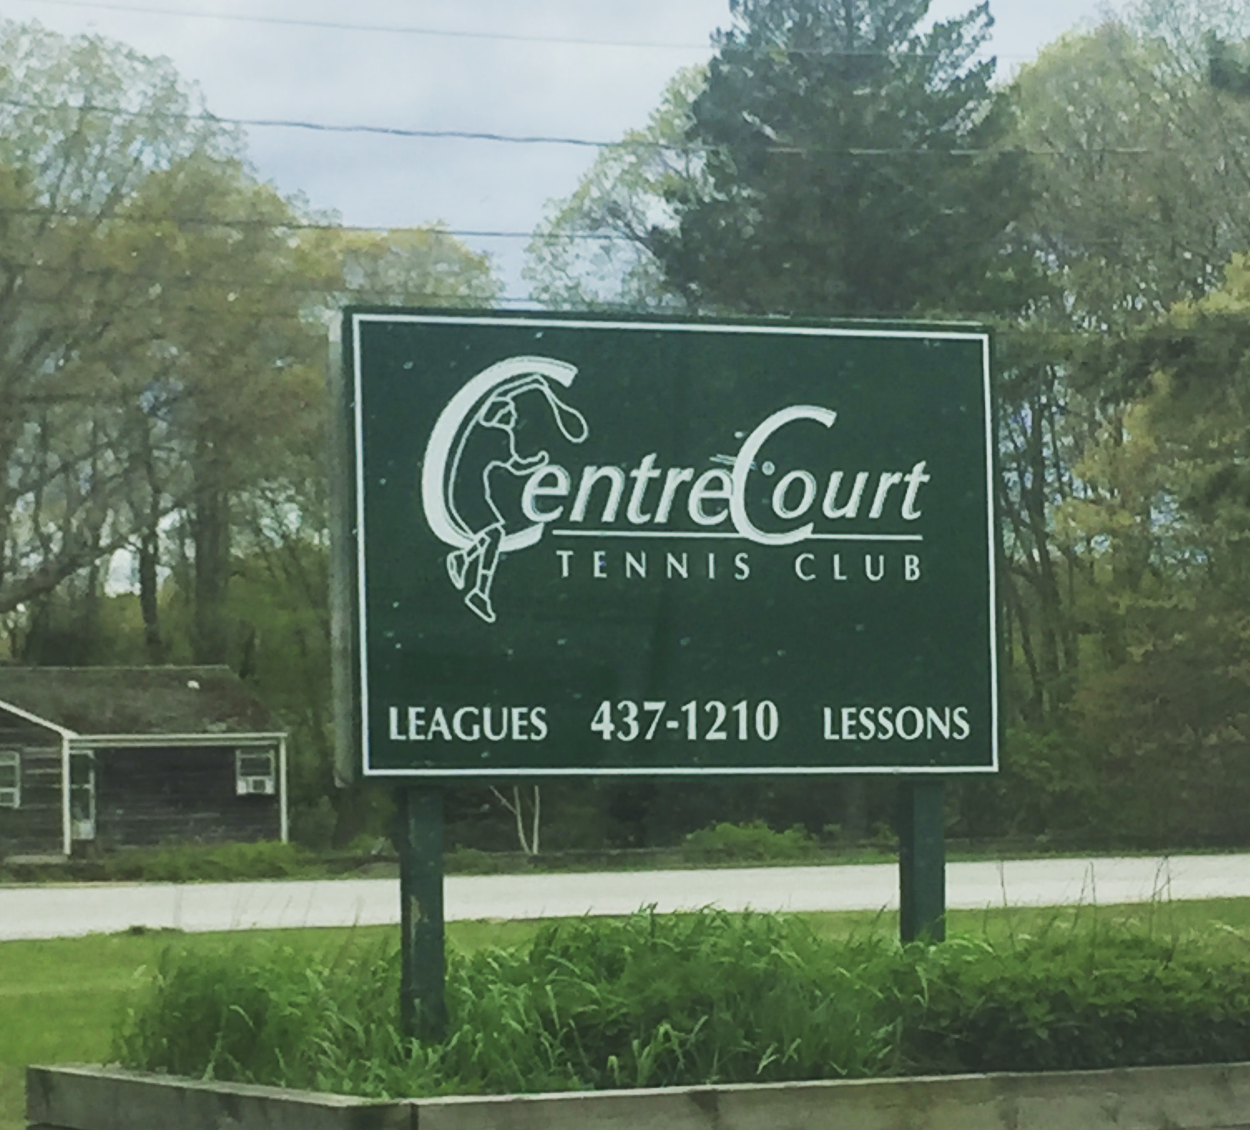 CentreCourt
TENNIS CLUB
LEAGUES 437-1210 LESSONS